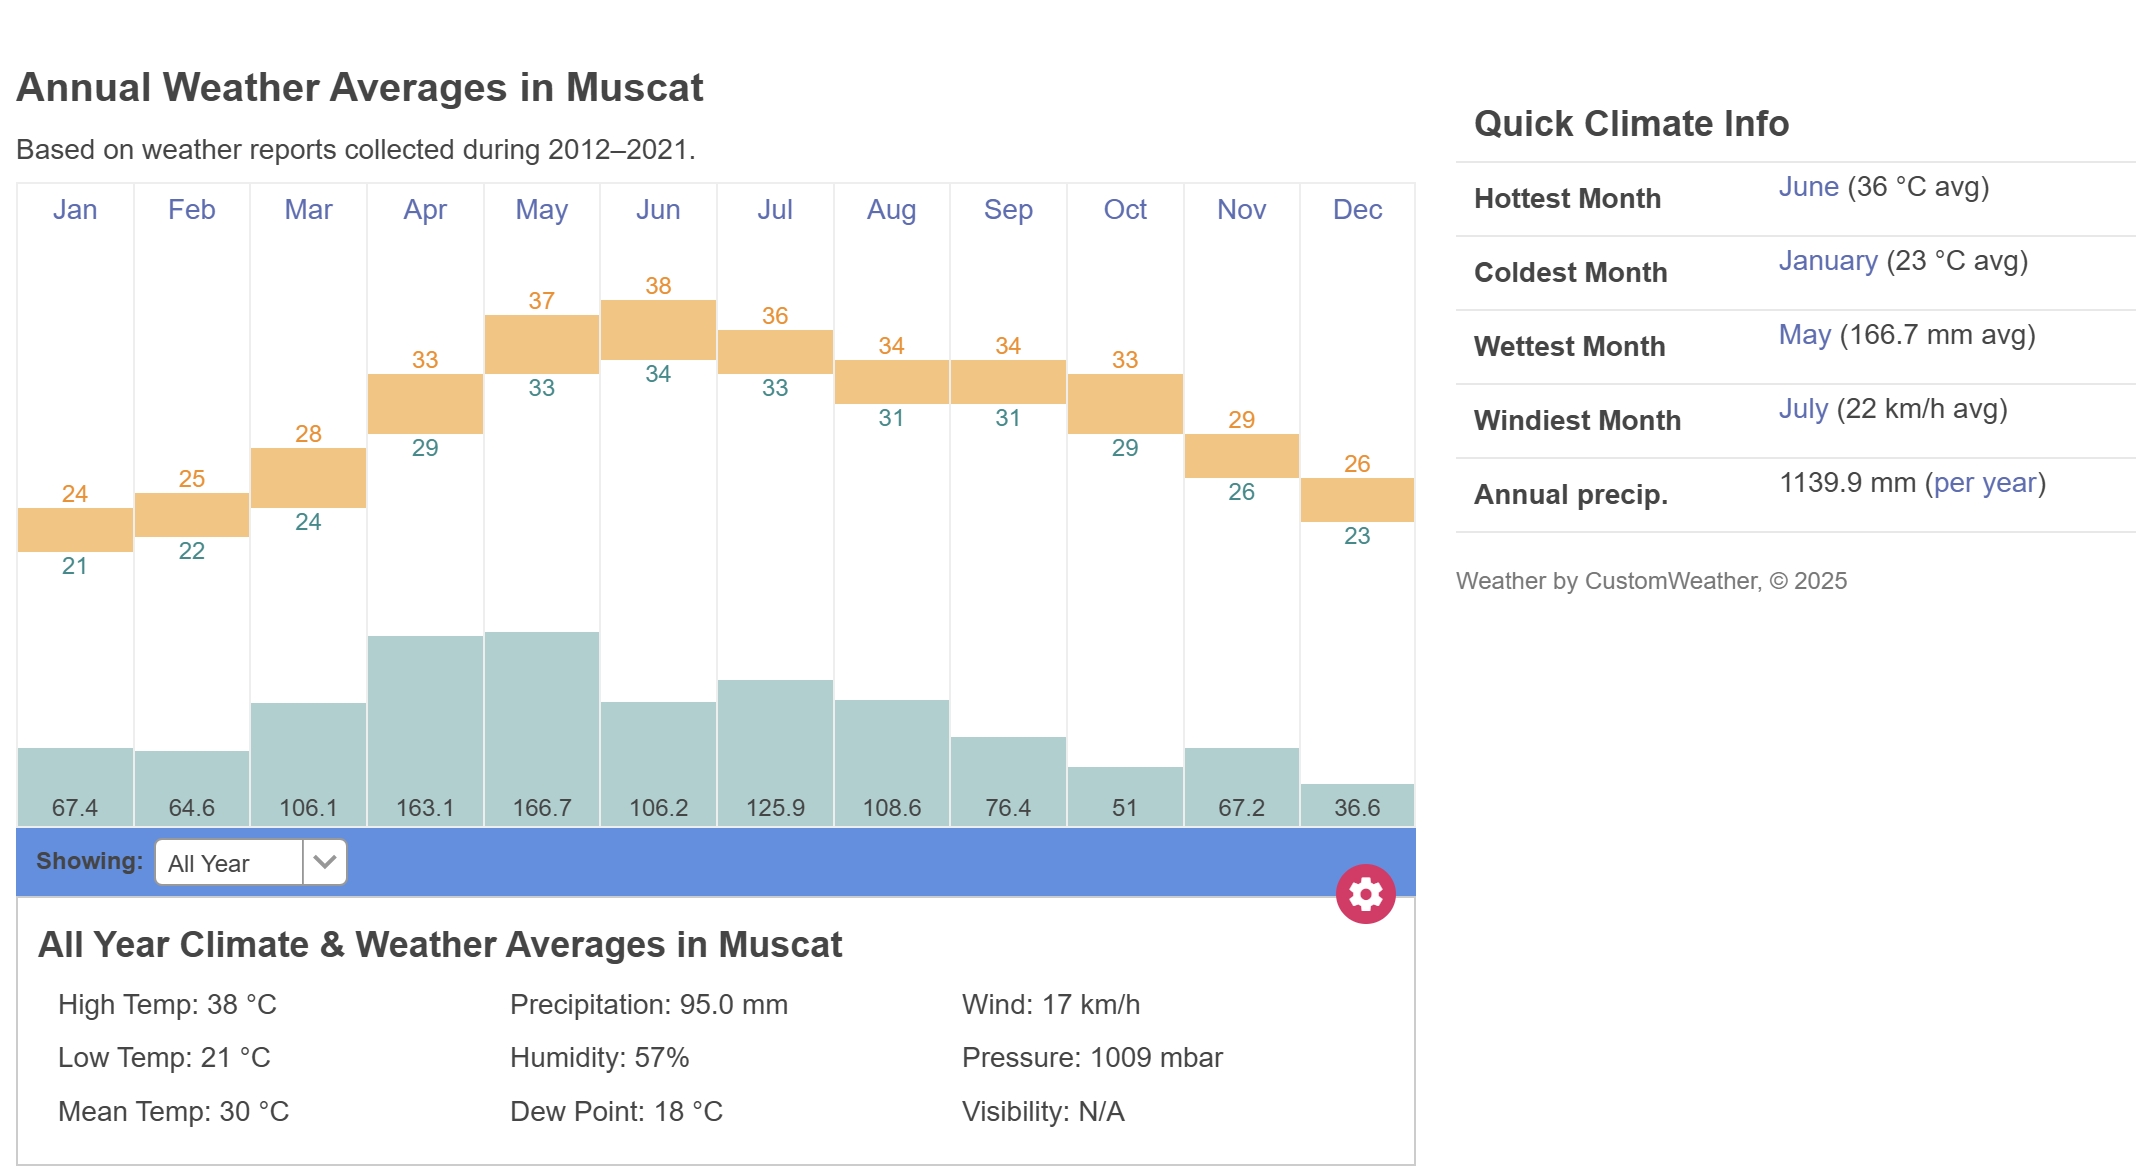 Annual Weather Averages in Muscat
Based on weather reports collected during 2012–2021.
Jan Feb Mar Apr May Jun Jul Aug Sep Oct Nov Dec
24 25 28 33 37 38 36 34 34 33 29 26
21 22 24 29 33 34 33 31 31 29 26 23
67.4 64.6 106.1 163.1 166.7 106.2 125.9 108.6 76.4 51 67.2 36.6
Showing: All Year
All Year Climate & Weather Averages in Muscat
High Temp: 38 °C Precipitation: 95.0 mm Wind: 17 km/h
Low Temp: 21 °C Humidity: 57% Pressure: 1009 mbar
Mean Temp: 30 °C Dew Point: 18 °C Visibility: N/A
Quick Climate Info
Hottest Month June (36 °C avg)
Coldest Month January (23 °C avg)
Wettest Month May (166.7 mm avg)
Windiest Month July (22 km/h avg)
Annual precip. 1139.9 mm (per year)
Weather by CustomWeather, © 2025